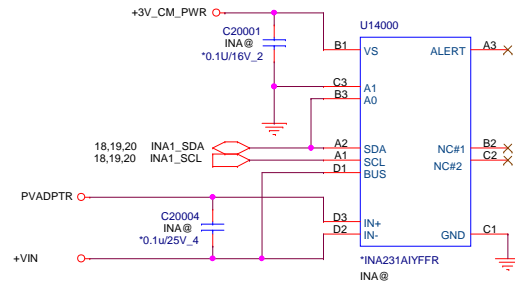 +3V_CM_PWR
C20001
INA@
*0.1U/16V_2
U14000
B1 VS ALERT A3
C3 A1
B3 A0
18,19,20 INA1_SDA A2 SDA NC#1 B2
18,19,20 INA1_SCL A1 SCL NC#2 C2
D1 BUS
PVADPTR
C20004
INA@
*0.1u/25V_4
D3 IN+
D2 IN- GND C1
+VIN
*INA231AIYFFR
INA@